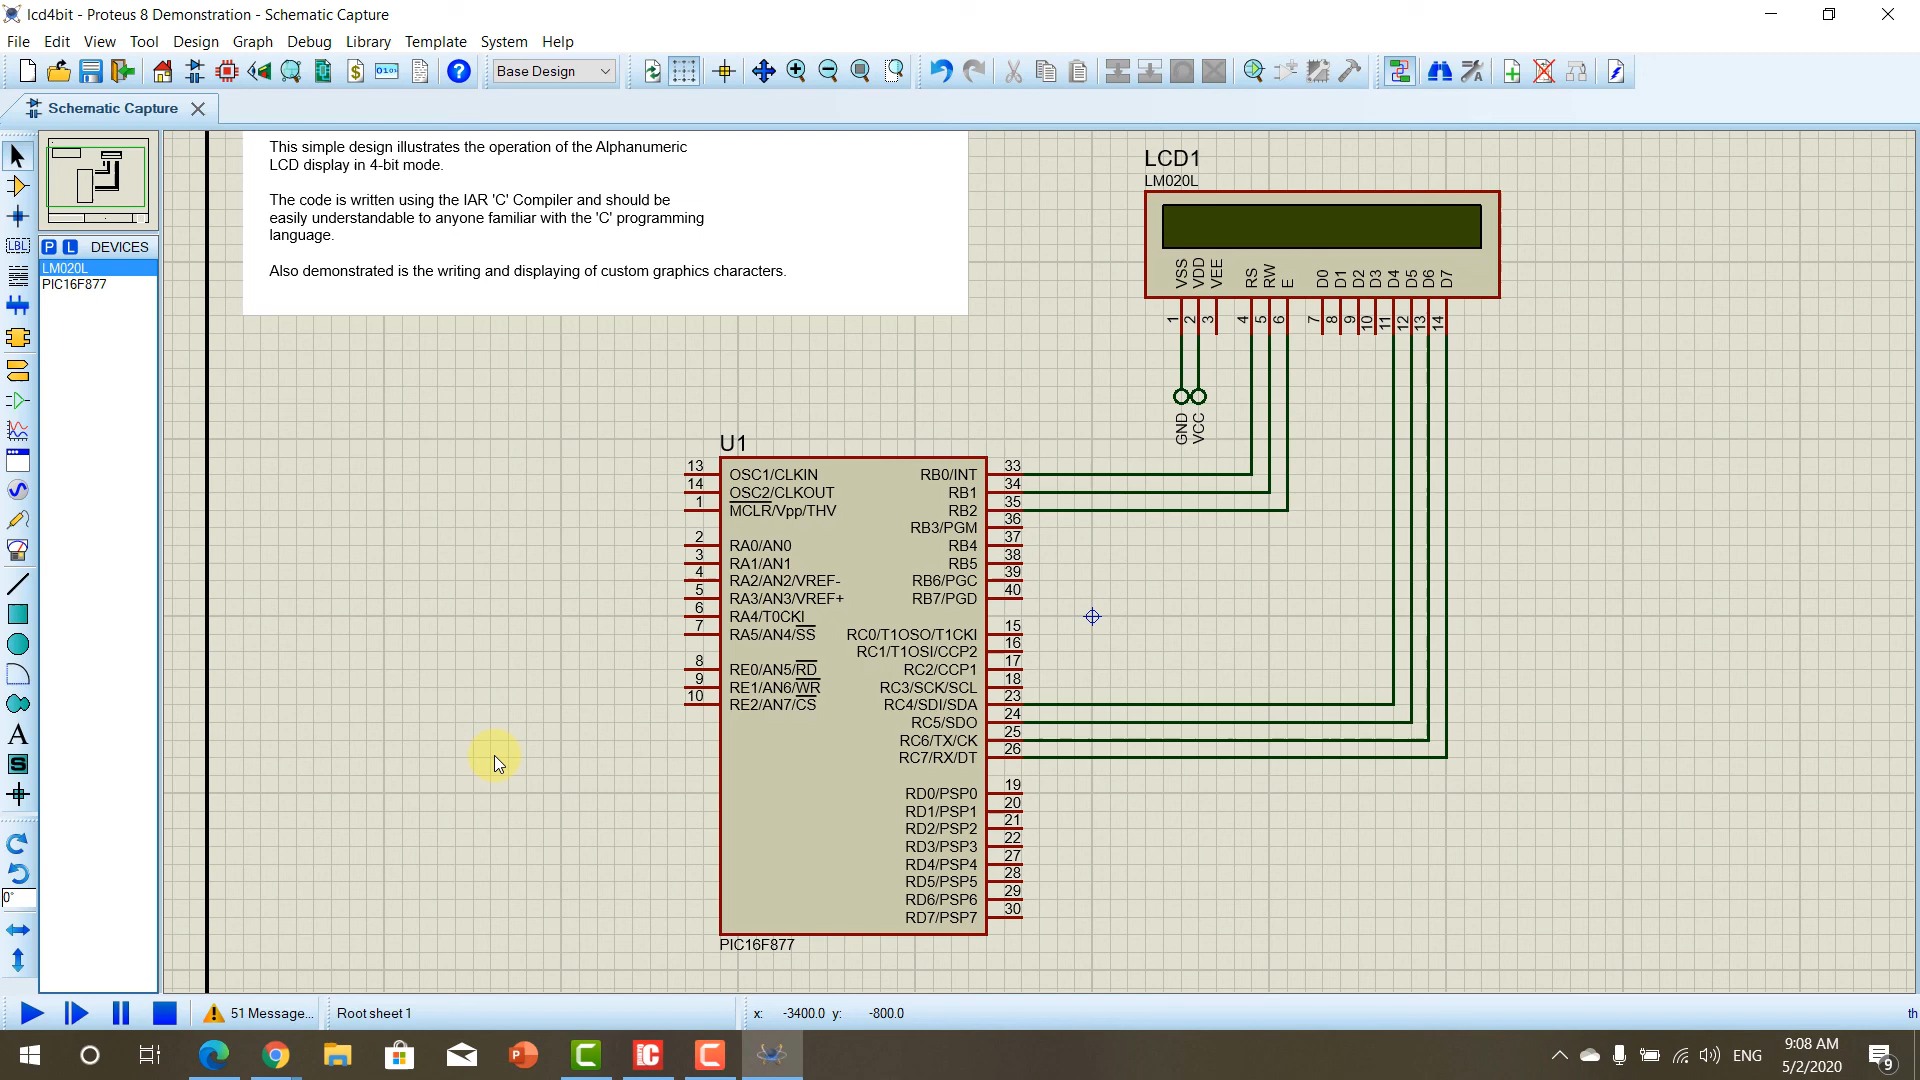 lcd4bit - Proteus 8 Demonstration - Schematic Capture
File Edit View Tool Design Graph Debug Library Template System Help
Base Design
Schematic Capture
P L DEVICES
LM020L
PIC16F877
This simple design illustrates the operation of the Alphanumeric
LCD display in 4-bit mode.
The code is written using the IAR 'C' Compiler and should be
easily understandable to anyone familiar with the 'C' programming
language.
Also demonstrated is the writing and displaying of custom graphics characters.
LCD1
LM020L
VSS VDD VEE RS RW E D0 D1 D2 D3 D4 D5 D6 D7
1 2 3 4 5 6 7 8 9 10 11 12 13 14
GND VCC
U1
13 OSC1/CLKIN RB0/INT 33
14 OSC2/CLKOUT RB1 34
1 MCLR/Vpp/THV RB2 35
RB3/PGM 36
2 RA0/AN0 RB4 37
3 RA1/AN1 RB5 38
4 RA2/AN2/VREF- RB6/PGC 39
5 RA3/AN3/VREF+ RB7/PGD 40
6 RA4/T0CKI
7 RA5/AN4/SS RC0/T1OSO/T1CKI 15
RC1/T1OSI/CCP2 16
8 RE0/AN5/RD RC2/CCP1 17
9 RE1/AN6/WR RC3/SCK/SCL 18
10 RE2/AN7/CS RC4/SDI/SDA 23
RC5/SDO 24
RC6/TX/CK 25
RC7/RX/DT 26
RD0/PSP0 19
RD1/PSP1 20
RD2/PSP2 21
RD3/PSP3 22
RD4/PSP4 27
RD5/PSP5 28
RD6/PSP6 29
RD7/PSP7 30
PIC16F877
LBL
A
S
0°
51 Message... Root sheet 1 x: -3400.0 y: -800.0 th
ENG 9:08 AM
5/2/2020 9